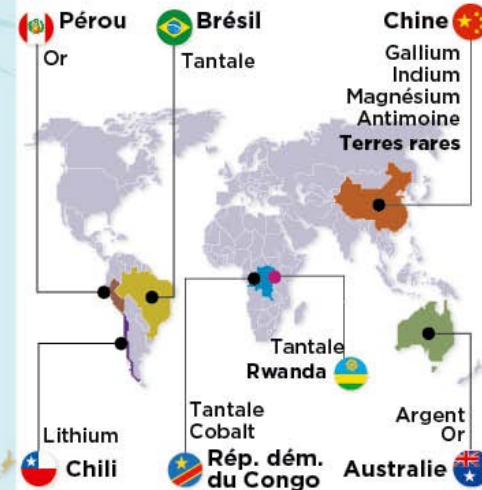 Pérou
Or
Brésil
Tantale
Chine
Gallium
Indium
Magnésium
Antimoine
Terres rares
Tantale
Rwanda
Lithium
Chili
Tantale
Cobalt
Rép. dém.
du Congo
Argent
Or
Australie